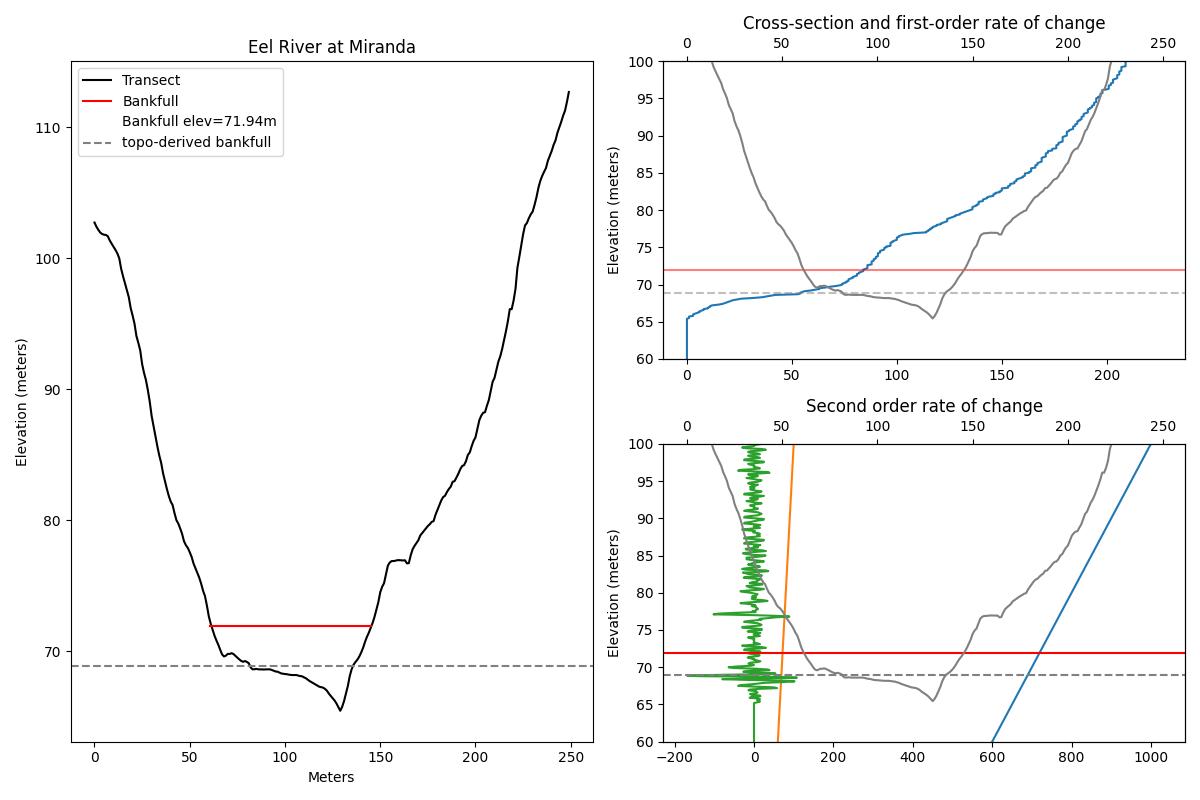 Eel River at Miranda
Transect
Bankfull
Bankfull elev=71.94m
topo-derived bankfull
110
100
90
80
70
Elevation (meters)
0 50 100 150 200 250
Meters
Cross-section and first-order rate of change
0 50 100 150 200 250
100
95
90
85
80
75
70
65
60
Elevation (meters)
0 50 100 150 200
Second order rate of change
0 50 100 150 200 250
100
95
90
85
80
75
70
65
60
Elevation (meters)
−200 0 200 400 600 800 1000